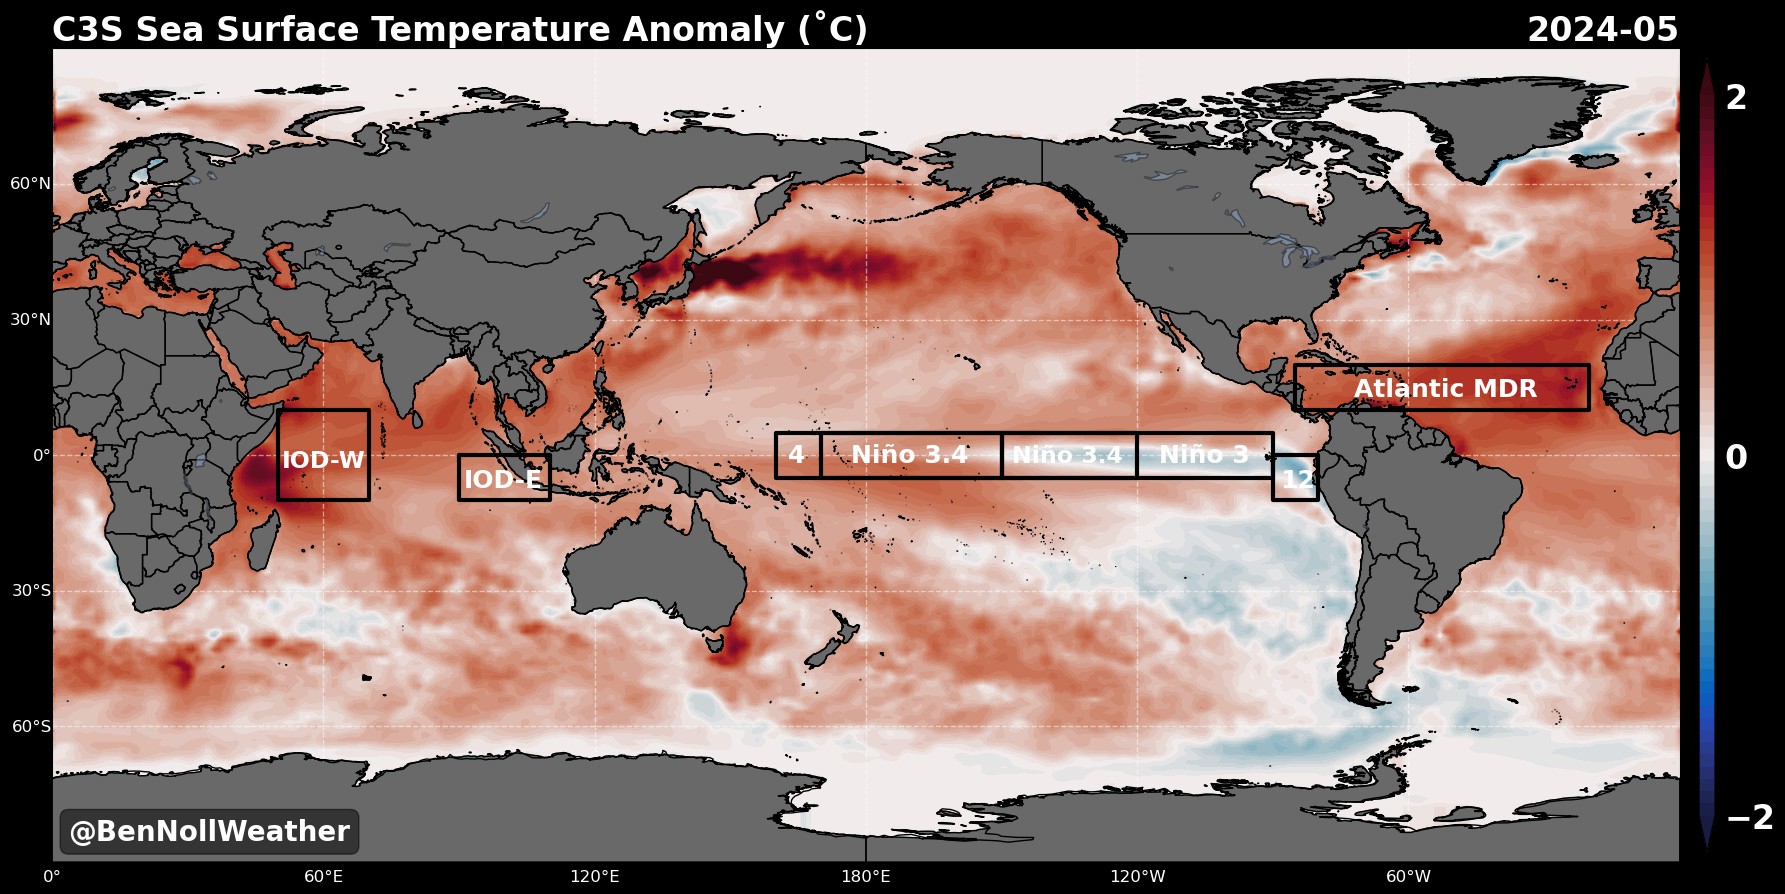 C3S Sea Surface Temperature Anomaly (˚C)
2024-05
2
60°N
30°N
Atlantic MDR
0°
IOD-W
IOD-E
4
Niño 3.4
Niño 3.4
Niño 3
12
0
30°S
60°S
−2
@BenNollWeather
0°
60°E
120°E
180°E
120°W
60°W